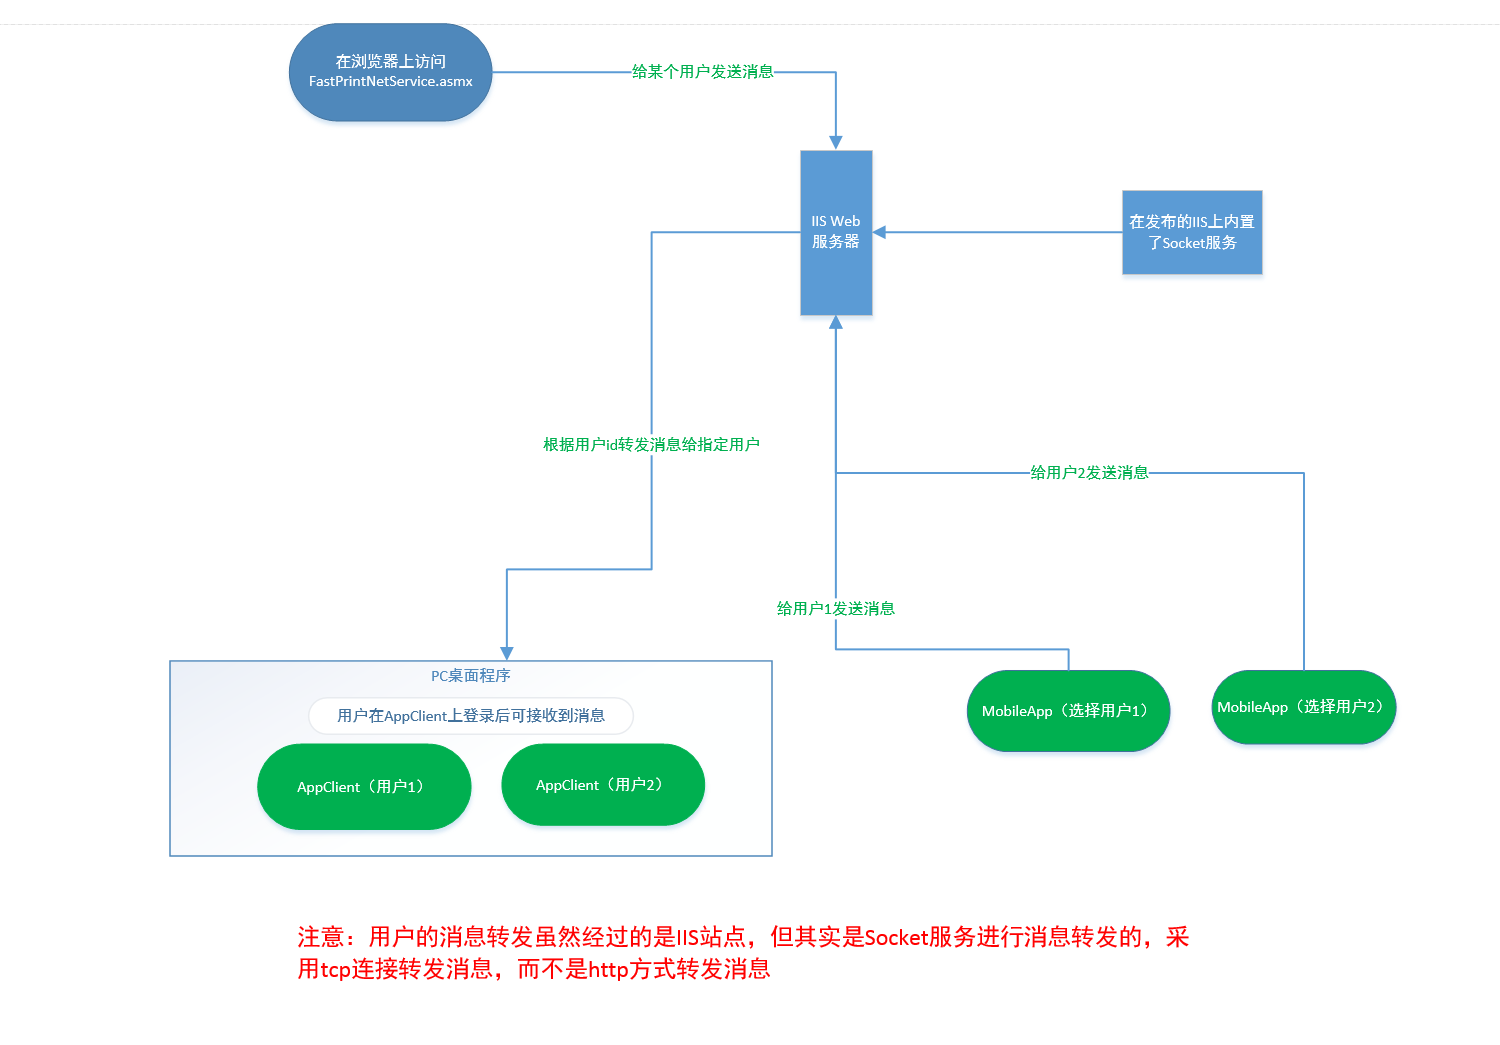 在浏览器上访问
FastPrintNetService.asmx
给某个用户发送消息
IIS Web
服务器
在发布的IIS上内置
了Socket服务
根据用户id转发消息给指定用户
给用户2发送消息
给用户1发送消息
PC桌面程序
用户在AppClient上登录后可接收到消息
AppClient（用户1）
AppClient（用户2）
MobileApp（选择用户1）
MobileApp（选择用户2）
注意：用户的消息转发虽然经过的是IIS站点，但其实是Socket服务进行消息转发的，采
用tcp连接转发消息，而不是http方式转发消息